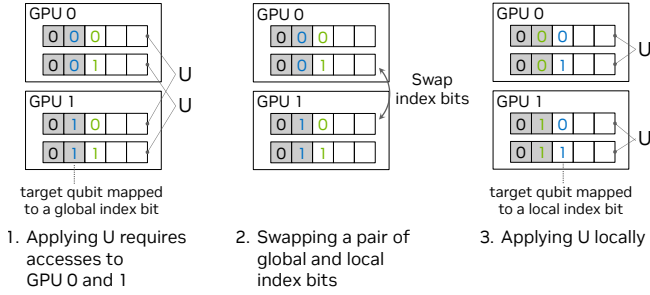 GPU 0
0 0 0
0 0 1
GPU 1
0 1 0
0 1 1
U
U
target qubit mapped
to a global index bit
1. Applying U requires
accesses to
GPU 0 and 1
GPU 0
0 0 0
0 0 1
GPU 1
0 1 0
0 1 1
Swap
index bits
2. Swapping a pair of
global and local
index bits
GPU 0
0 0 0
0 0 1
U
GPU 1
0 1 0
0 1 1
U
target qubit mapped
to a local index bit
3. Applying U locally